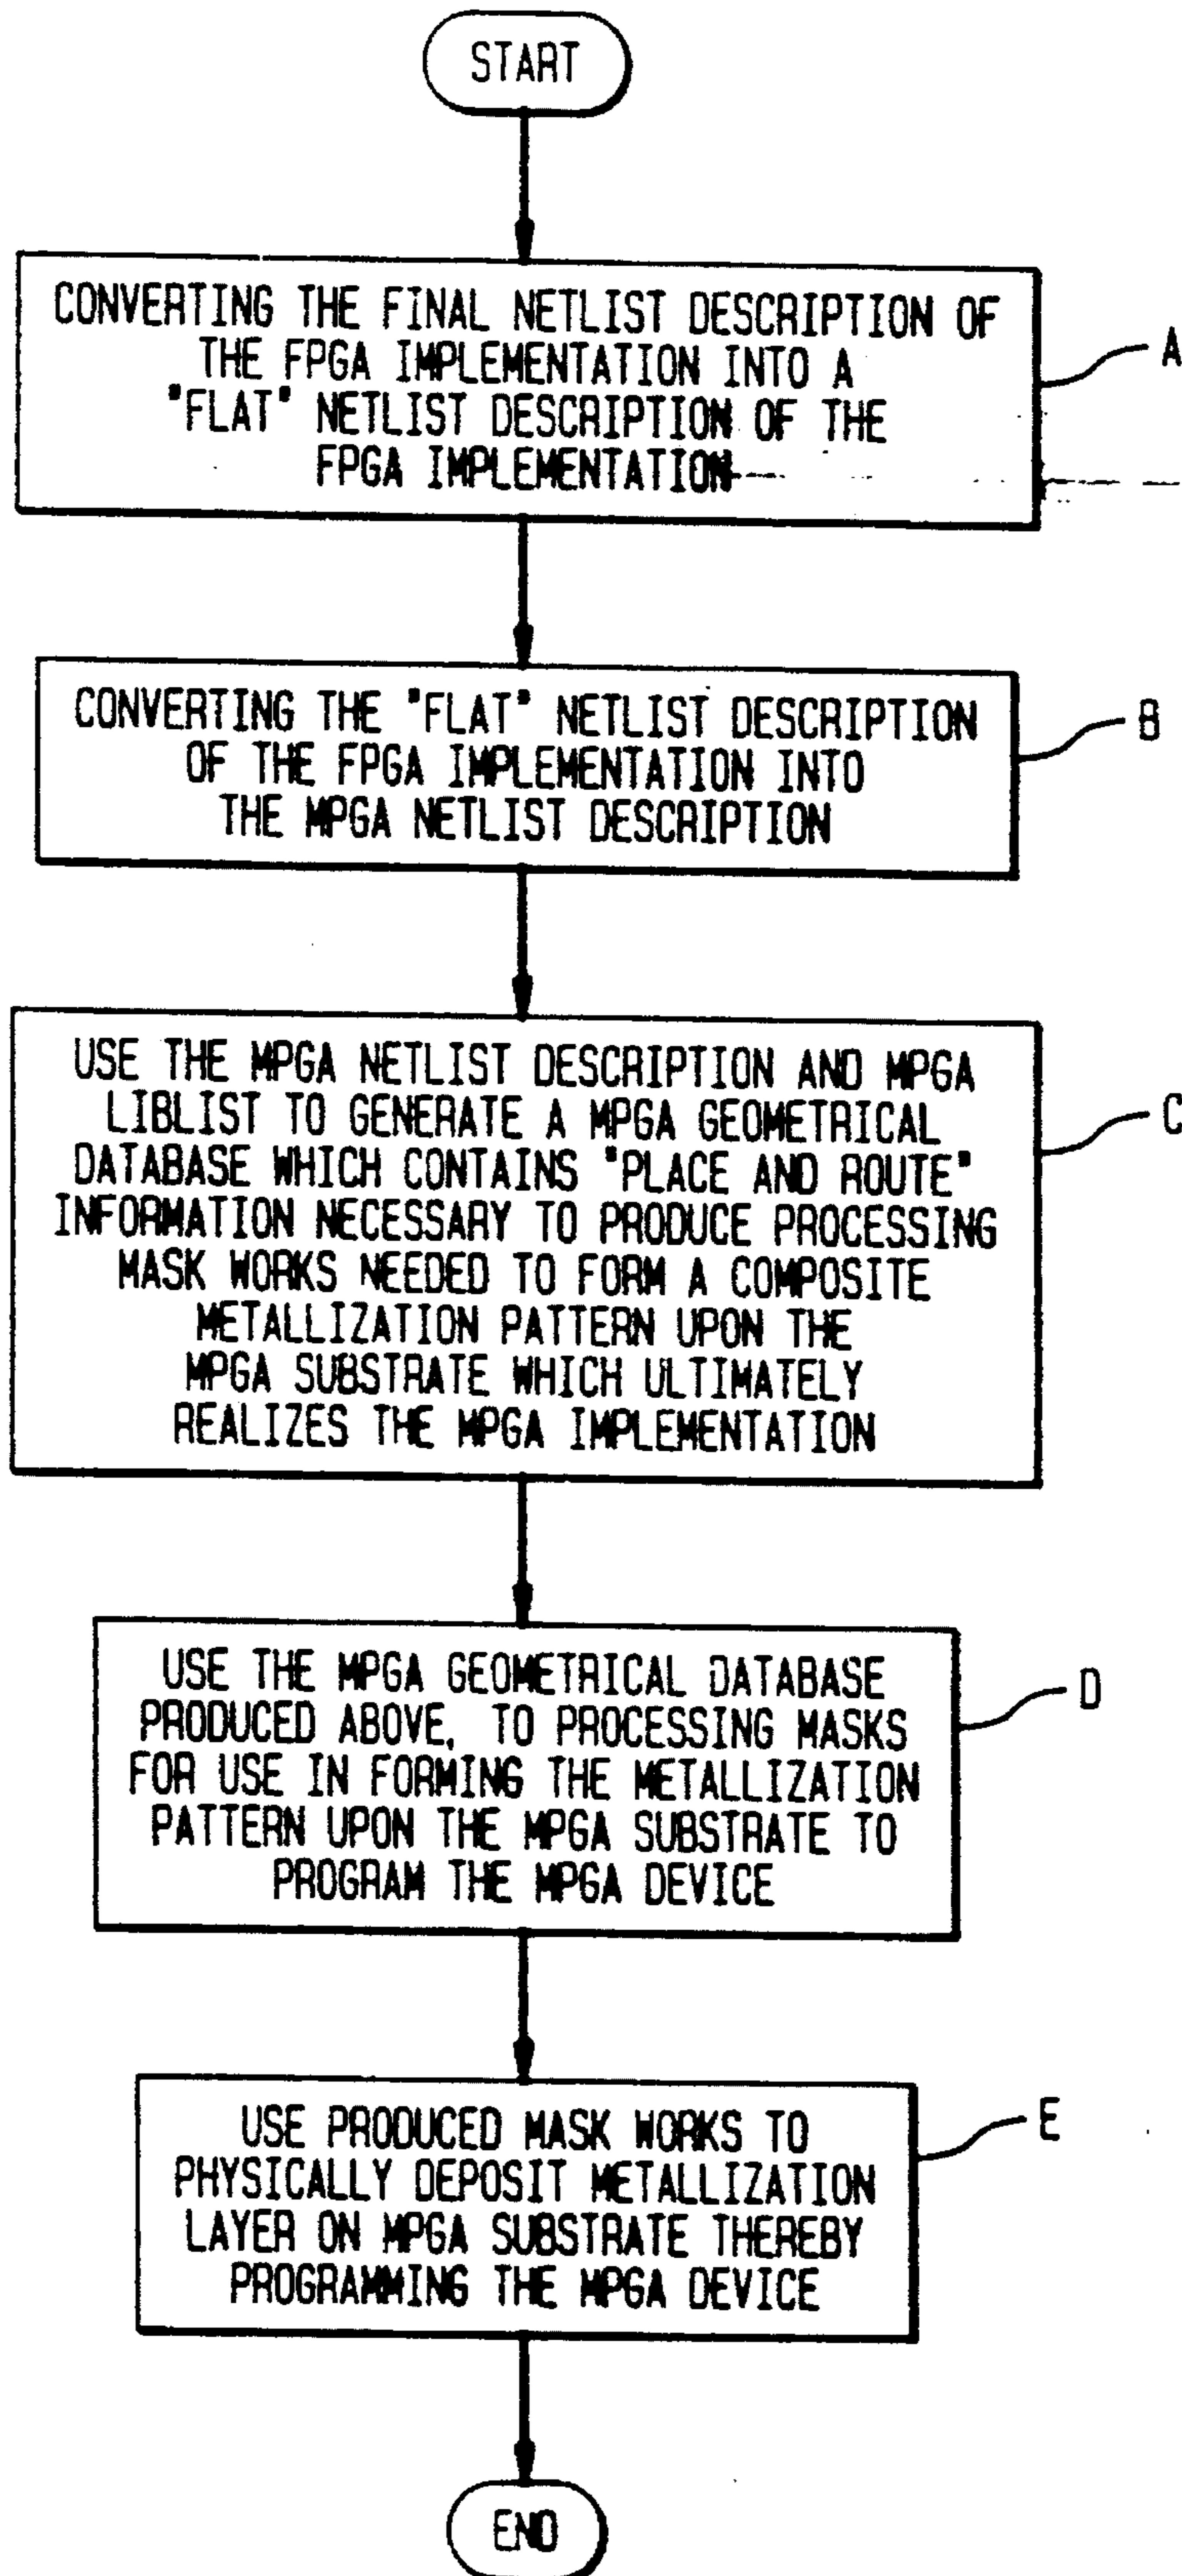 START
CONVERTING THE FINAL NETLIST DESCRIPTION OF
THE FPGA IMPLEMENTATION INTO A
"FLAT" NETLIST DESCRIPTION OF THE
FPGA IMPLEMENTATION
A
CONVERTING THE "FLAT" NETLIST DESCRIPTION
OF THE FPGA IMPLEMENTATION INTO
THE MPGA NETLIST DESCRIPTION
B
USE THE MPGA NETLIST DESCRIPTION AND MPGA
LIBLIST TO GENERATE A MPGA GEOMETRICAL
DATABASE WHICH CONTAINS "PLACE AND ROUTE"
INFORMATION NECESSARY TO PRODUCE PROCESSING
MASK WORKS NEEDED TO FORM A COMPOSITE
METALLIZATION PATTERN UPON THE
MPGA SUBSTRATE WHICH ULTIMATELY
REALIZES THE MPGA IMPLEMENTATION
C
USE THE MPGA GEOMETRICAL DATABASE
PRODUCED ABOVE, TO PROCESSING MASKS
FOR USE IN FORMING THE METALLIZATION
PATTERN UPON THE MPGA SUBSTRATE TO
PROGRAM THE MPGA DEVICE
D
USE PRODUCED MASK WORKS TO
PHYSICALLY DEPOSIT METALLIZATION
LAYER ON MPGA SUBSTRATE THEREBY
PROGRAMMING THE MPGA DEVICE
E
END